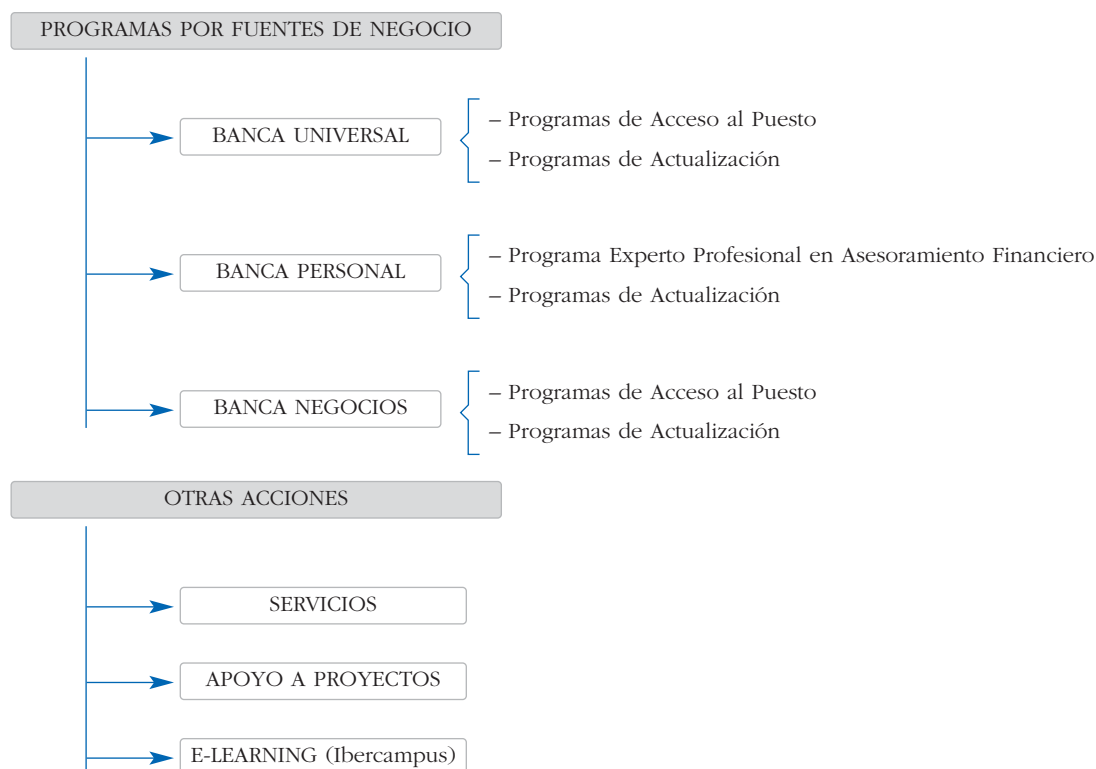 PROGRAMAS POR FUENTES DE NEGOCIO
BANCA UNIVERSAL
– Programas de Acceso al Puesto
– Programas de Actualización
BANCA PERSONAL
– Programa Experto Profesional en Asesoramiento Financiero
– Programas de Actualización
BANCA NEGOCIOS
– Programas de Acceso al Puesto
– Programas de Actualización
OTRAS ACCIONES
SERVICIOS
APOYO A PROYECTOS
E-LEARNING (Ibercampus)